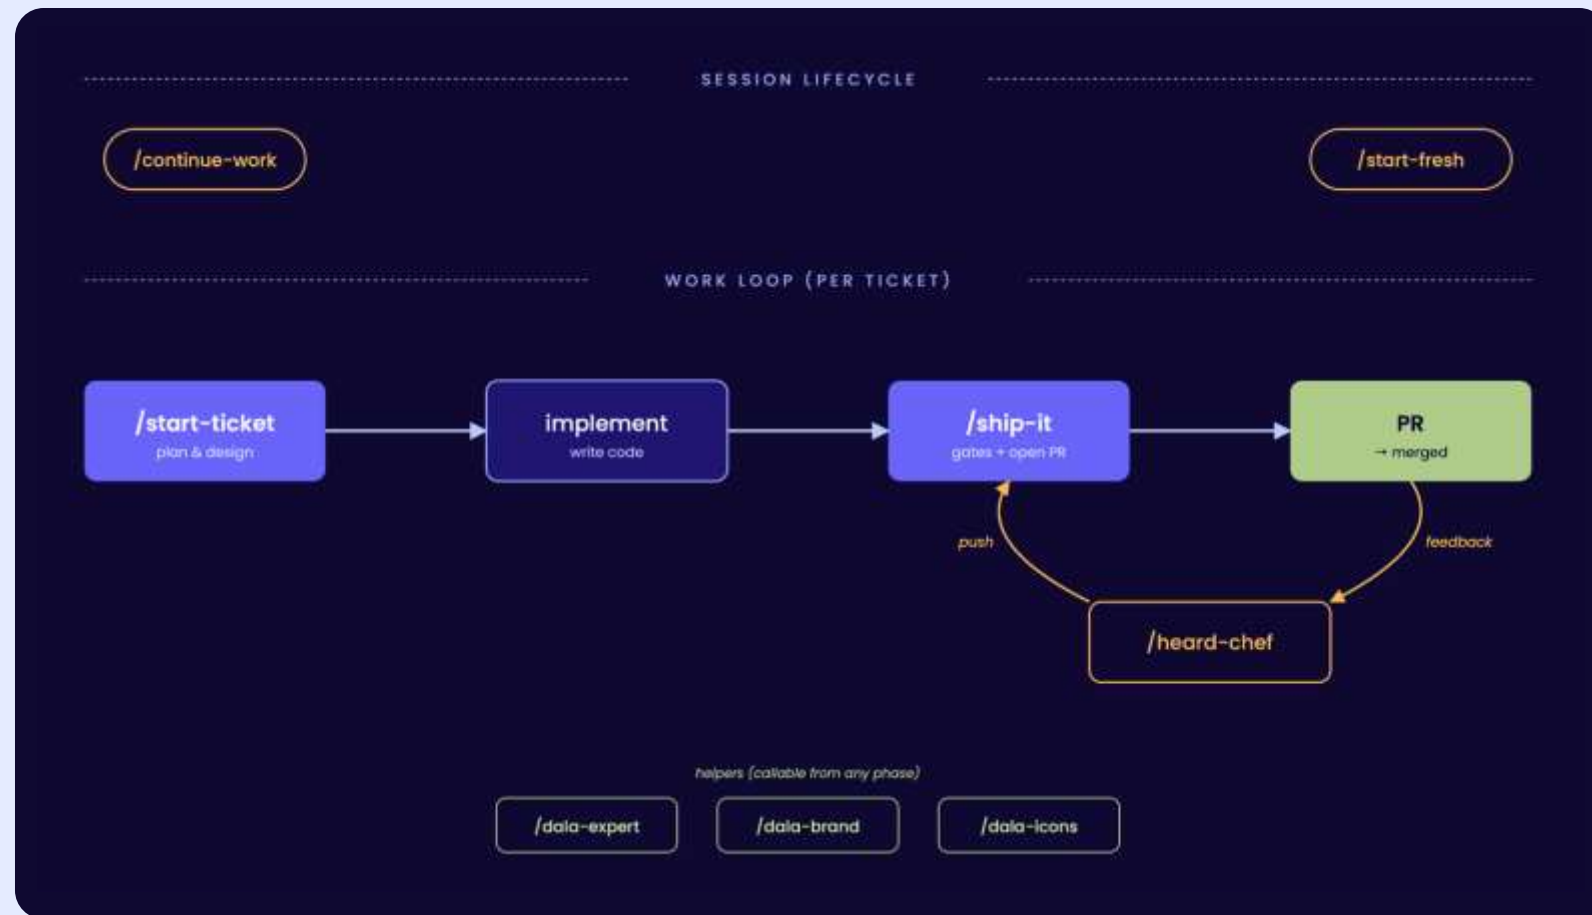 SESSION LIFECYCLE
/continue-work
/start-fresh
WORK LOOP (PER TICKET)
/start-ticket
plan & design
implement
write code
/ship-it
gates + open PR
PR
→ merged
push
feedback
/heard-chef
helpers (callable from any phase)
/dala-expert
/dala-brand
/dala-icons